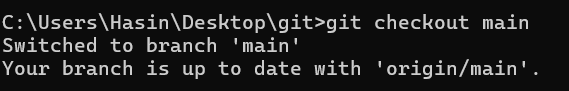 C:\Users\Hasin\Desktop\git>git checkout main
Switched to branch 'main'
Your branch is up to date with 'origin/main'.